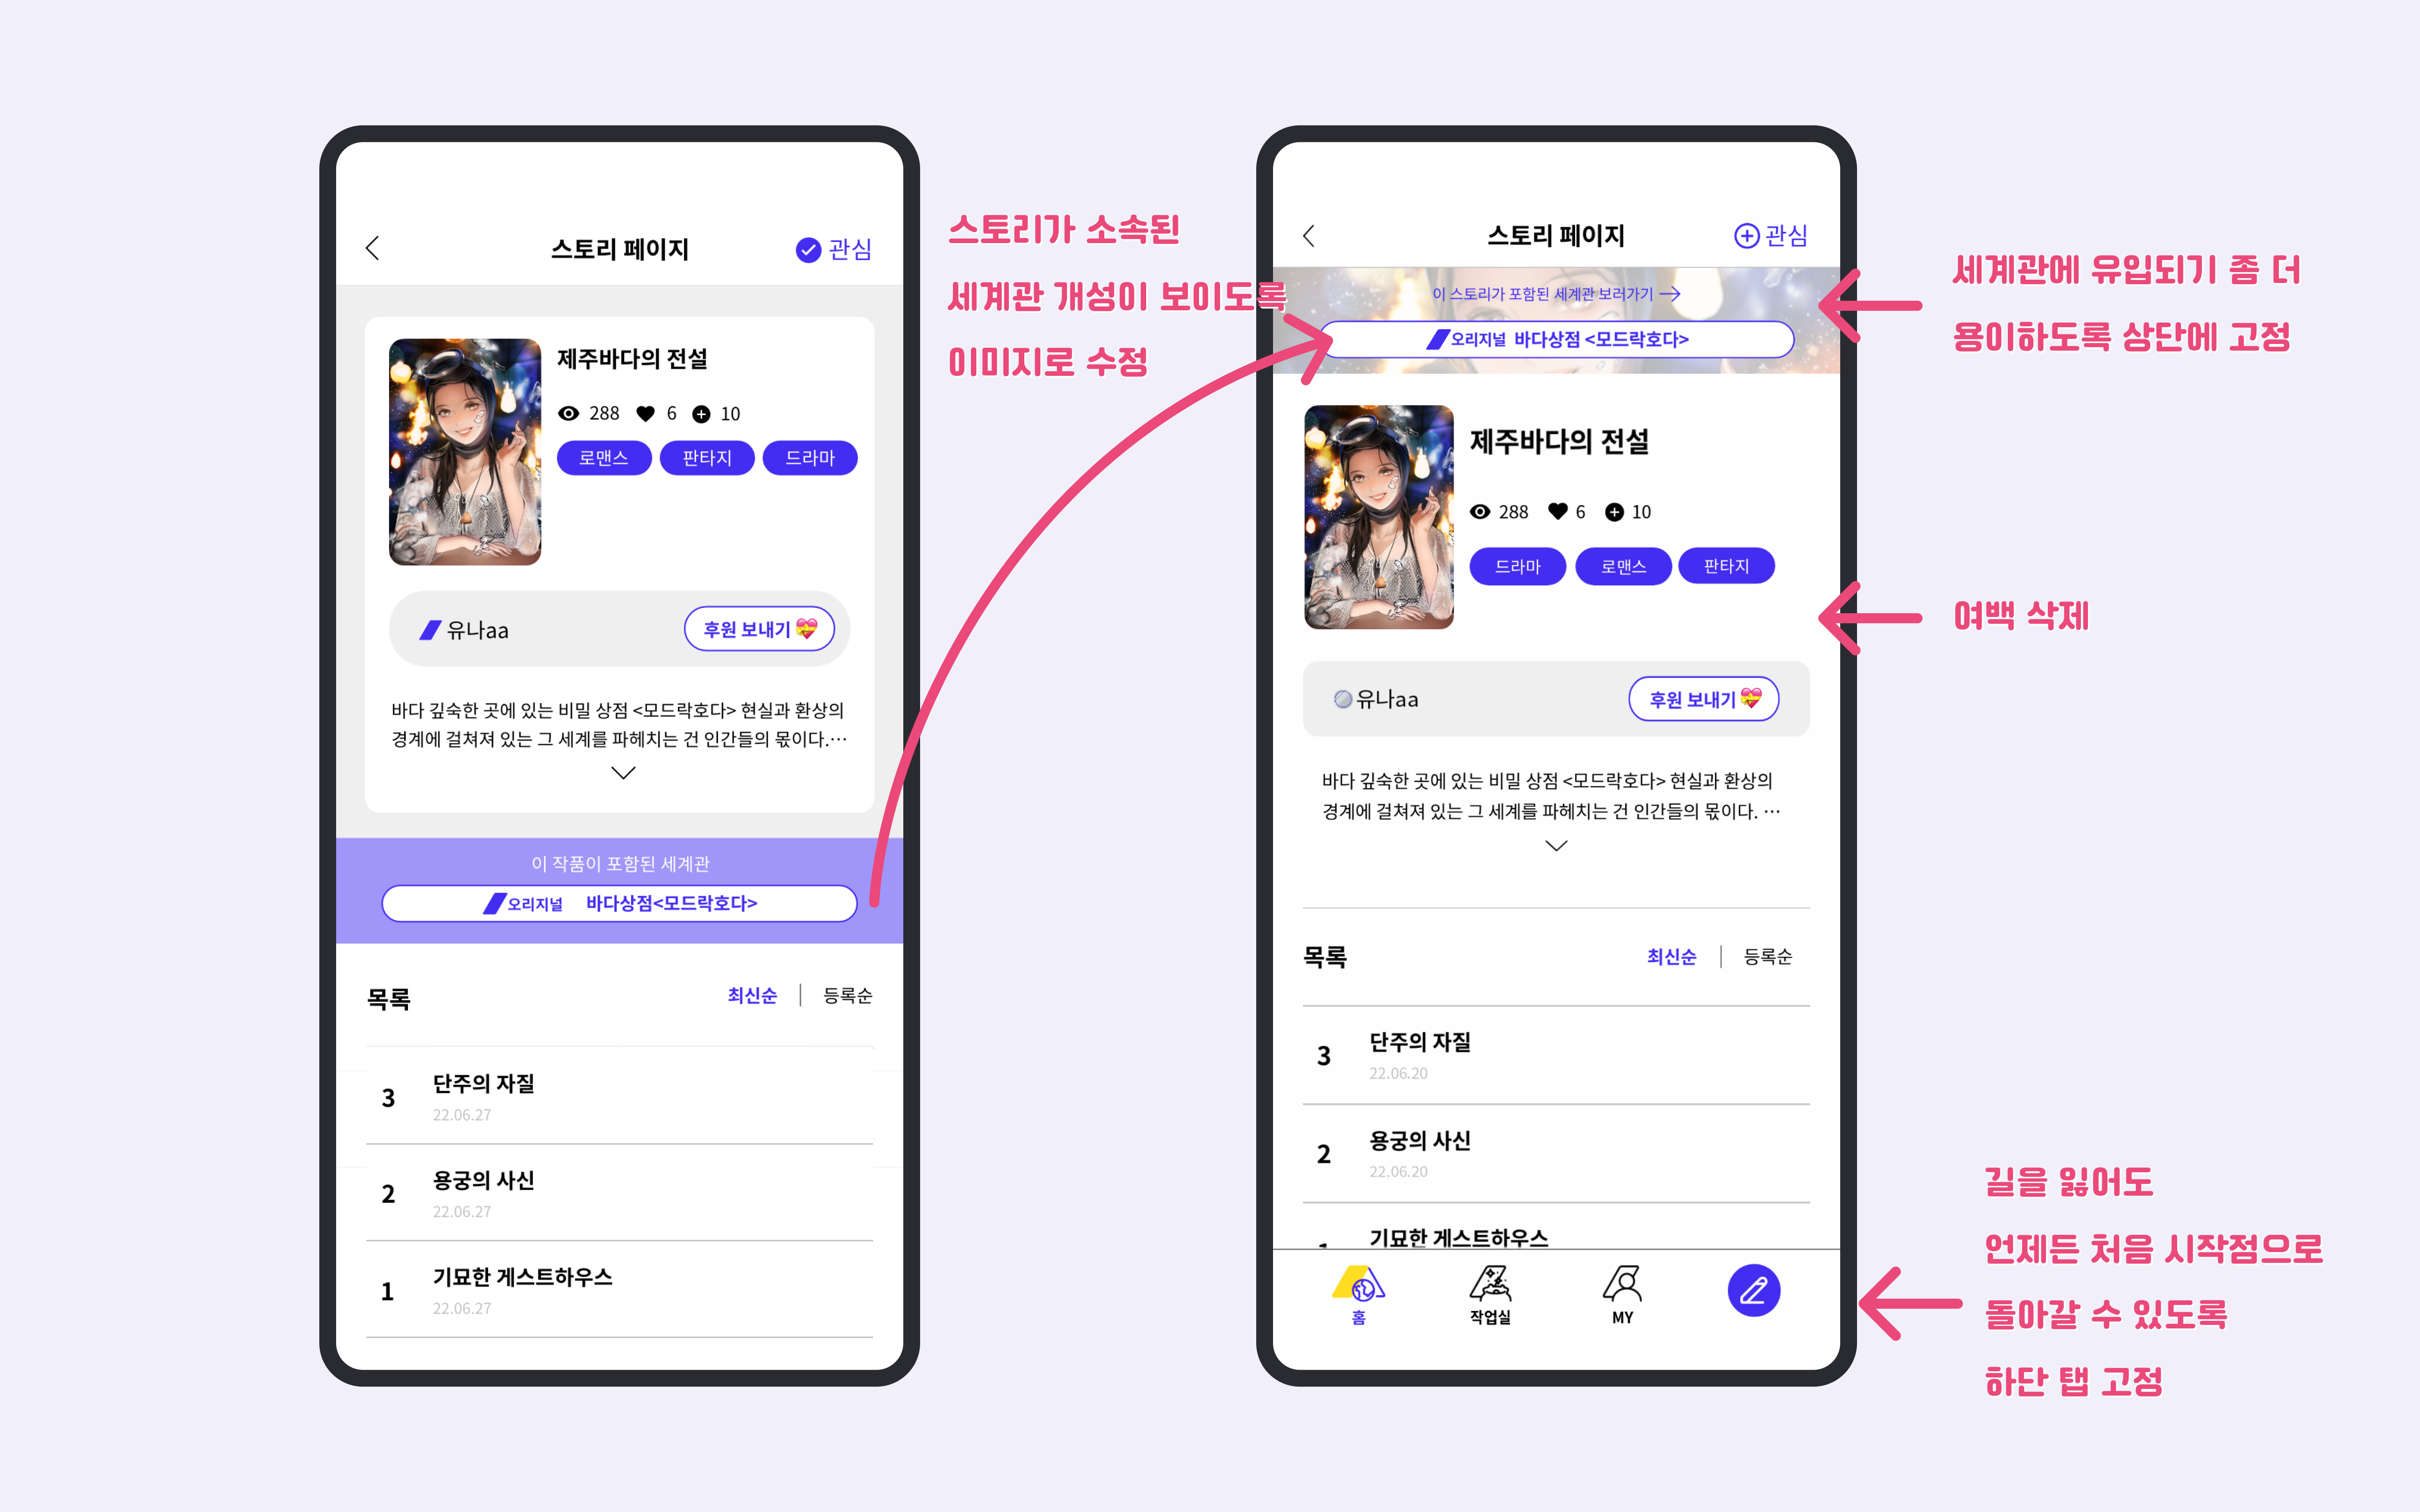 스토리 페이지
관심
제주바다의 전설
288 6 10
로맨스 판타지 드라마
유나aa
후원 보내기
바다 깊숙한 곳에 있는 비밀 상점 <모드락호다> 현실과 환상의
경계에 걸쳐져 있는 그 세계를 파헤치는 건 인간들의 몫이다.…
이 작품이 포함된 세계관
오리지널 바다상점<모드락호다>
목록
최신순 | 등록순
3 단주의 자질
22.06.27
2 용궁의 사신
22.06.27
1 기묘한 게스트하우스
22.06.27
스토리가 소속된
세계관 개성이 보이도록
이미지로 수정
스토리 페이지
관심
이 스토리가 포함된 세계관 보러가기 →
오리지널 바다상점 <모드락호다>
제주바다의 전설
288 6 10
드라마 로맨스 판타지
유나aa
후원 보내기
바다 깊숙한 곳에 있는 비밀 상점 <모드락호다> 현실과 환상의
경계에 걸쳐져 있는 그 세계를 파헤치는 건 인간들의 몫이다. …
목록
최신순 | 등록순
3 단주의 자질
22.06.20
2 용궁의 사신
22.06.20
기묘한 게스트하우스
홈 작업실 MY
세계관에 유입되기 좀 더
용이하도록 상단에 고정
여백 삭제
길을 잃어도
언제든 처음 시작점으로
돌아갈 수 있도록
하단 탭 고정